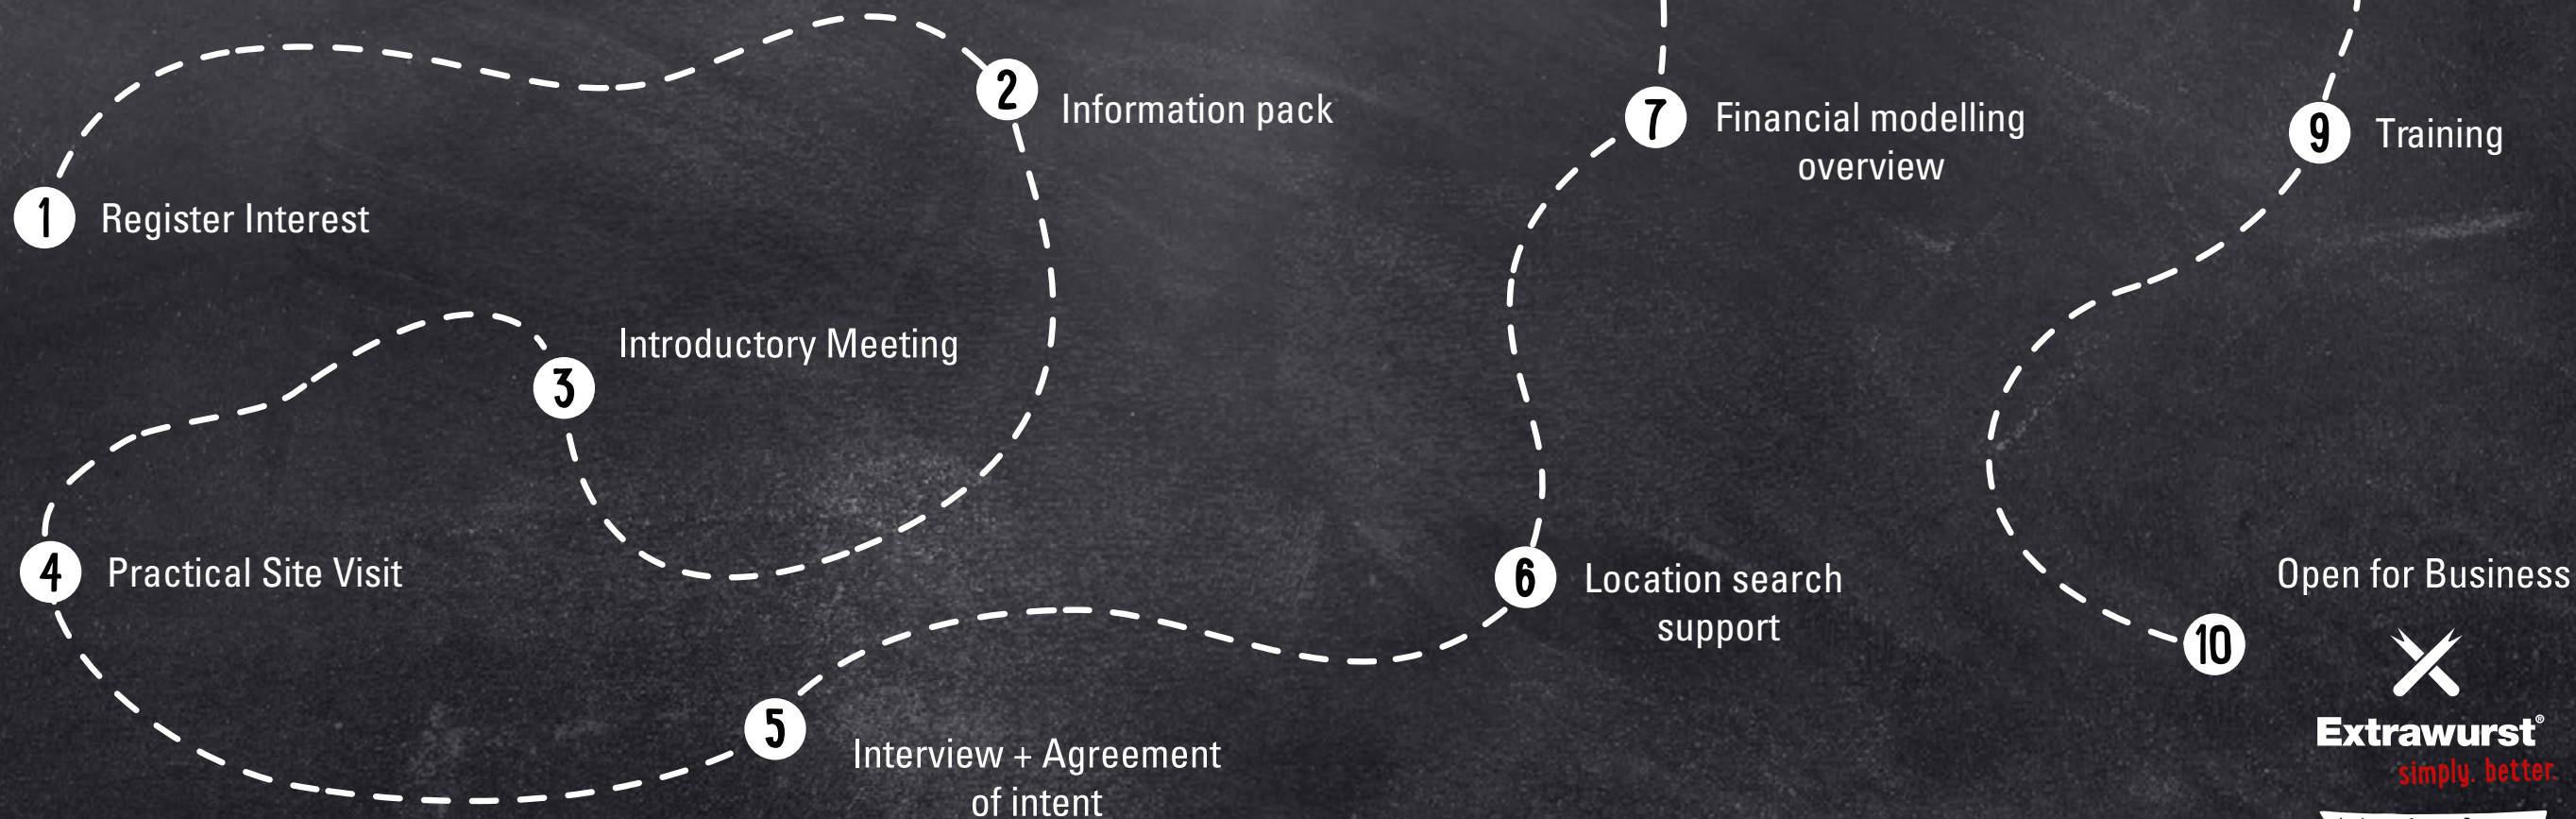 1 Register Interest
2 Information pack
3 Introductory Meeting
4 Practical Site Visit
5 Interview + Agreement
of intent
6 Location search
support
7 Financial modelling
overview
9 Training
10 Open for Business
Extrawurst®
simply. better.